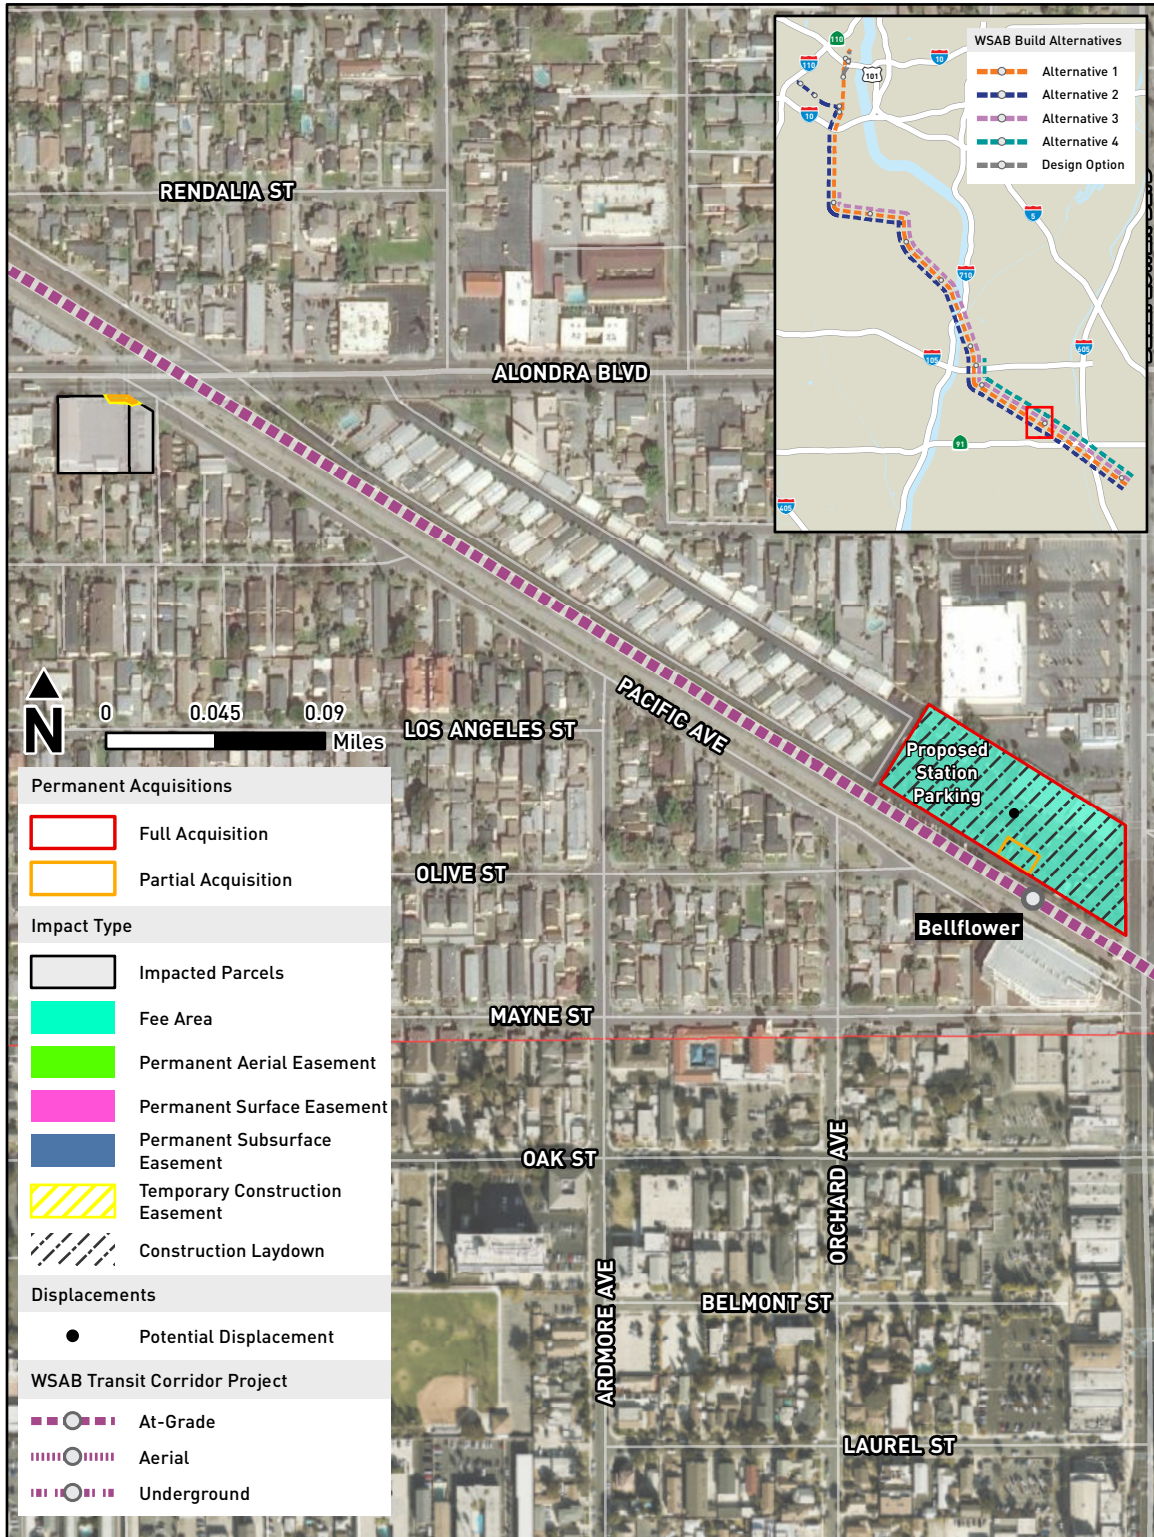 WSAB Build Alternatives
Alternative 1
Alternative 2
Alternative 3
Alternative 4
Design Option
110
110
10
101
10
5
710
105
605
91
605
RENDALIA ST
ALONDRA BLVD
PACIFIC AVE
LOS ANGELES ST
Proposed
Station
Parking
OLIVE ST
Bellflower
MAYNE ST
OAK ST
ORCHARD AVE
ARDMORE AVE
BELMONT ST
LAUREL ST
N
0 0.045 0.09
Miles
Permanent Acquisitions
Full Acquisition
Partial Acquisition
Impact Type
Impacted Parcels
Fee Area
Permanent Aerial Easement
Permanent Surface Easement
Permanent Subsurface
Easement
Temporary Construction
Easement
Construction Laydown
Displacements
Potential Displacement
WSAB Transit Corridor Project
At-Grade
Aerial
Underground